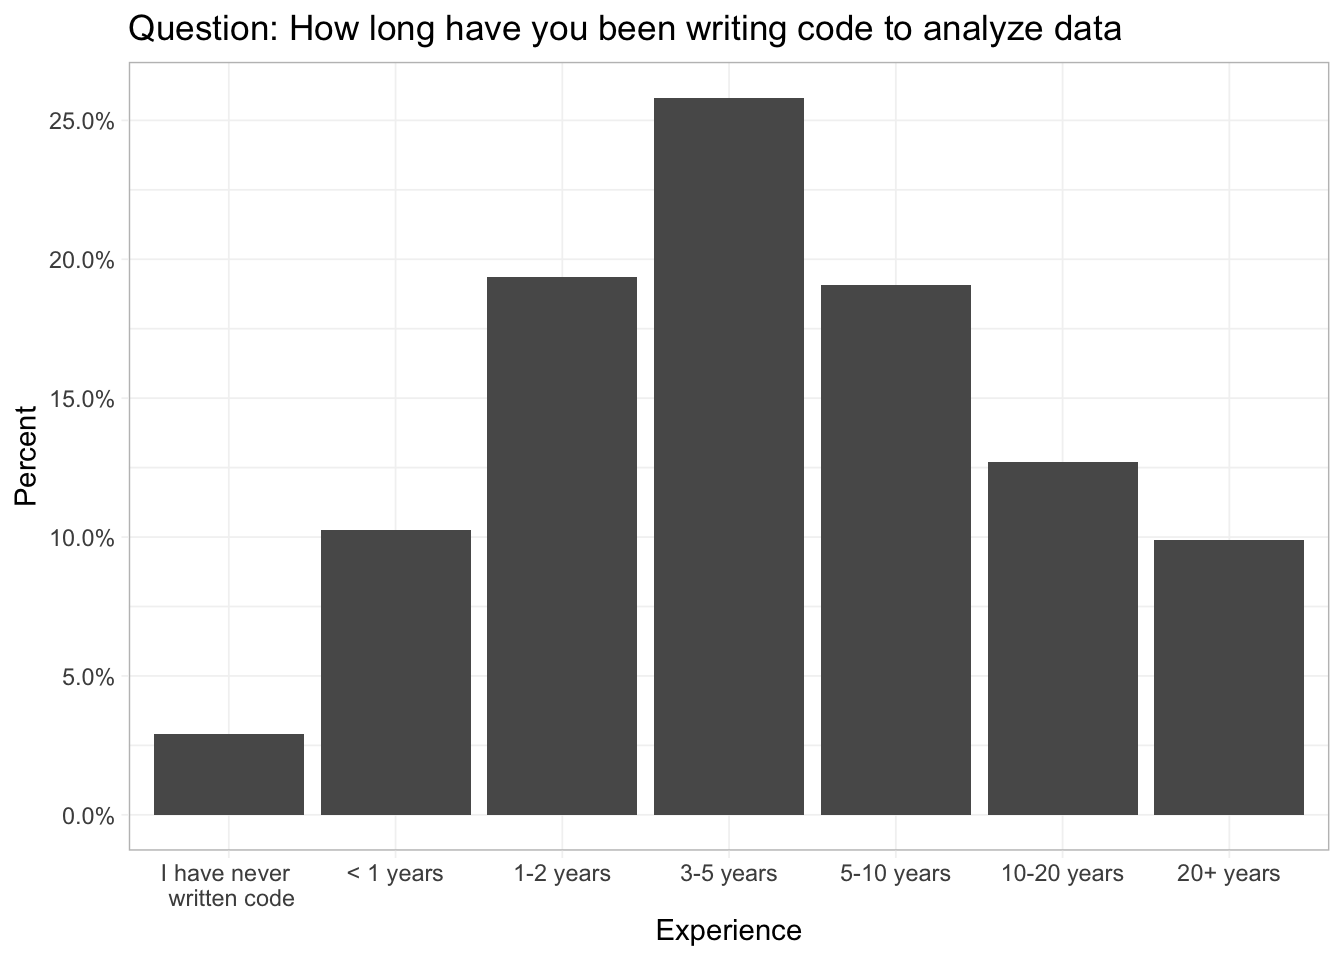 Question: How long have you been writing code to analyze data
25.0%
20.0%
15.0%
10.0%
5.0%
0.0%
Percent
I have never
written code
< 1 years
1-2 years
3-5 years
5-10 years
10-20 years
20+ years
Experience